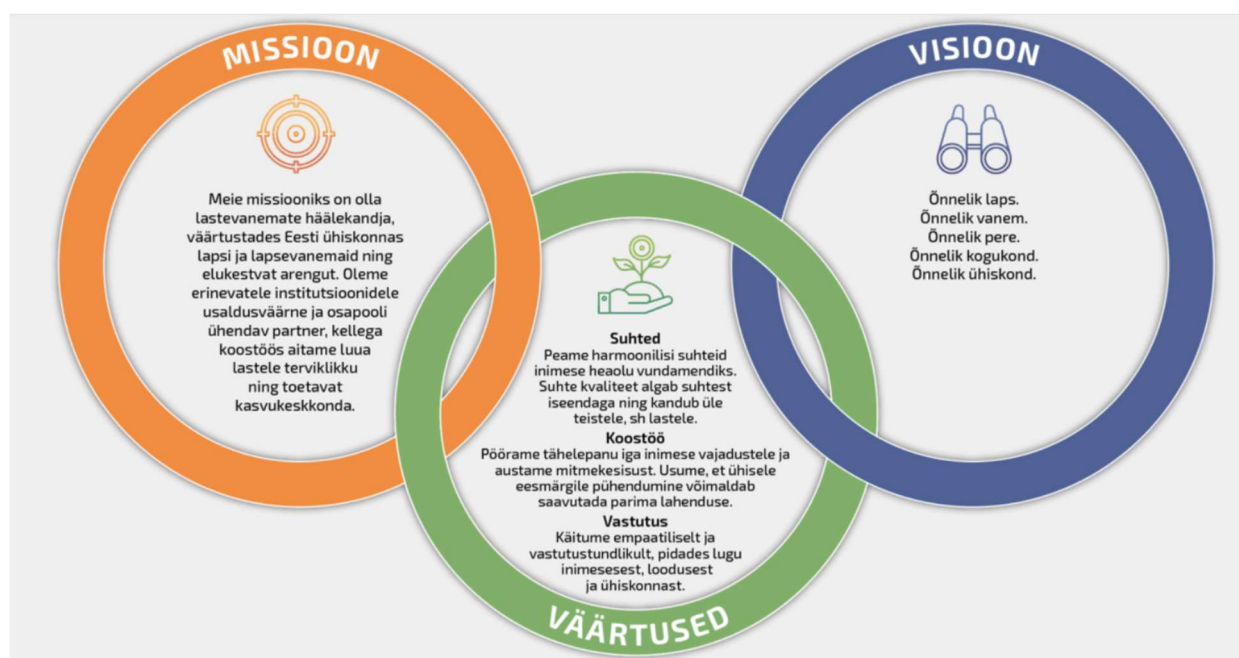 MISSIOON
Meie missiooniks on olla
lastevanemate häälekandja,
väärtustades Eesti ühiskonnas
lapsi ja lapsevanemaid ning
elukestvat arengut. Oleme
erinevatele institutsioonidele
usaldusväärne ja osapooli
ühendav partner, kellega
koostöös aitame luua
lastele terviklikku
ning toetavat
kasvukeskkonda.
VISIOON
Õnnelik laps.
Õnnelik vanem.
Õnnelik pere.
Õnnelik kogukond.
Õnnelik ühiskond.
Suhted
Peame harmoonilisi suhteid
inimese heaolu vundamendiks.
Suhte kvaliteet algab suhtest
iseendaga ning kandub üle
teistele, sh lastele.
Koostöö
Pöörame tähelepanu iga inimese vajadustele ja
austame mitmekesisust. Usume, et ühisele
eesmärgile pühendumine võimaldab
saavutada parima lahenduse.
Vastutus
Käitume empaatiliselt ja
vastutustundlikult, pidades lugu
inimesesest, loodusest
ja ühiskonnast.
VÄÄRTUSED